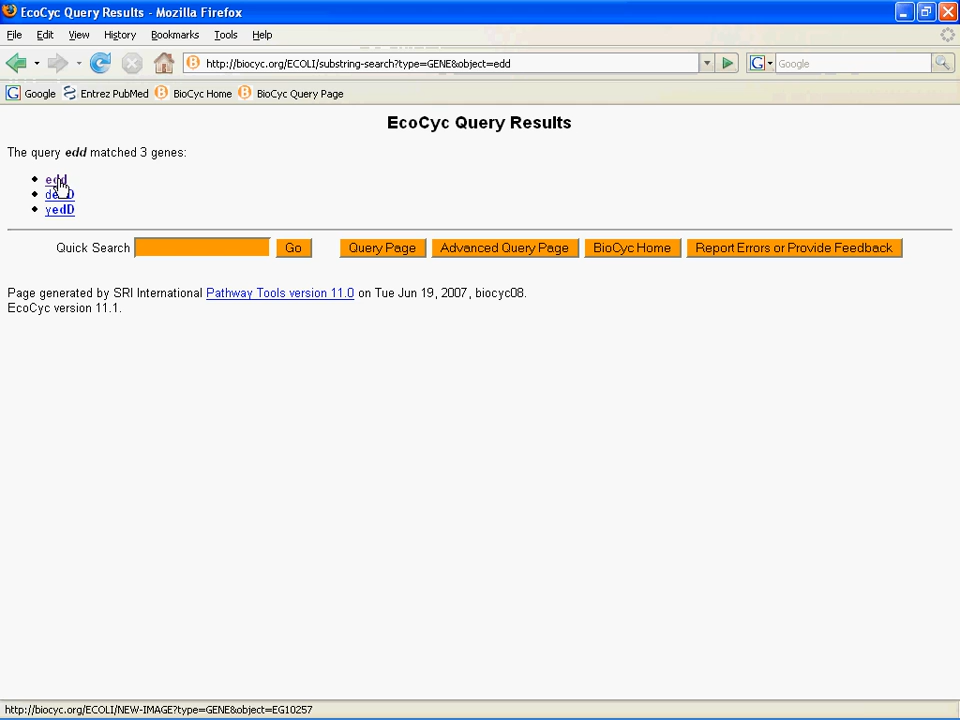 EcoCyc Query Results - Mozilla Firefox
File Edit View History Bookmarks Tools Help
http://biocyc.org/ECOLI/substring-search?type=GENE&object=edd
Google
Google Entrez PubMed BioCyc Home BioCyc Query Page
EcoCyc Query Results
The query edd matched 3 genes:
edd
yedD
Quick Search Go Query Page Advanced Query Page BioCyc Home Report Errors or Provide Feedback
Page generated by SRI International Pathway Tools version 11.0 on Tue Jun 19, 2007, biocyc08.
EcoCyc version 11.1.
http://biocyc.org/ECOLI/NEW-IMAGE?type=GENE&object=EG10257